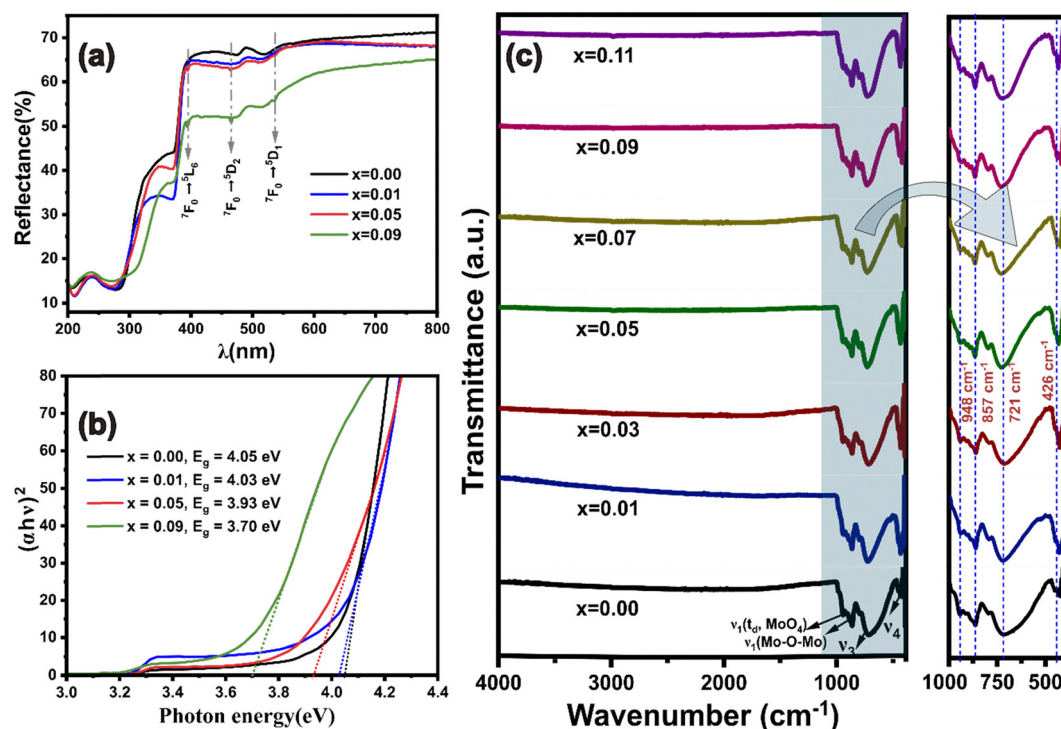 (a)
Reflectance(%)
70
60
50
40
30
20
10
⁷F₀→⁵L₆
⁷F₀→⁵D₂
⁷F₀→⁵D₁
x=0.00
x=0.01
x=0.05
x=0.09
200 300 400 500 600 700 800
λ(nm)
(b)
(αhν)²
80
70
60
50
40
30
20
10
0
x = 0.00, E_g = 4.05 eV
x = 0.01, E_g = 4.03 eV
x = 0.05, E_g = 3.93 eV
x = 0.09, E_g = 3.70 eV
3.0 3.2 3.4 3.6 3.8 4.0 4.2 4.4
Photon energy(eV)
(c)
Transmittance (a.u.)
x=0.11
x=0.09
x=0.07
x=0.05
x=0.03
x=0.01
x=0.00
ν₁(t_d, MoO₄)
ν₁(Mo-O-Mo)
ν₃
ν₄
4000 3000 2000 1000
Wavenumber (cm⁻¹)
948 cm⁻¹
857 cm⁻¹
721 cm⁻¹
426 cm⁻¹
1000 750 500